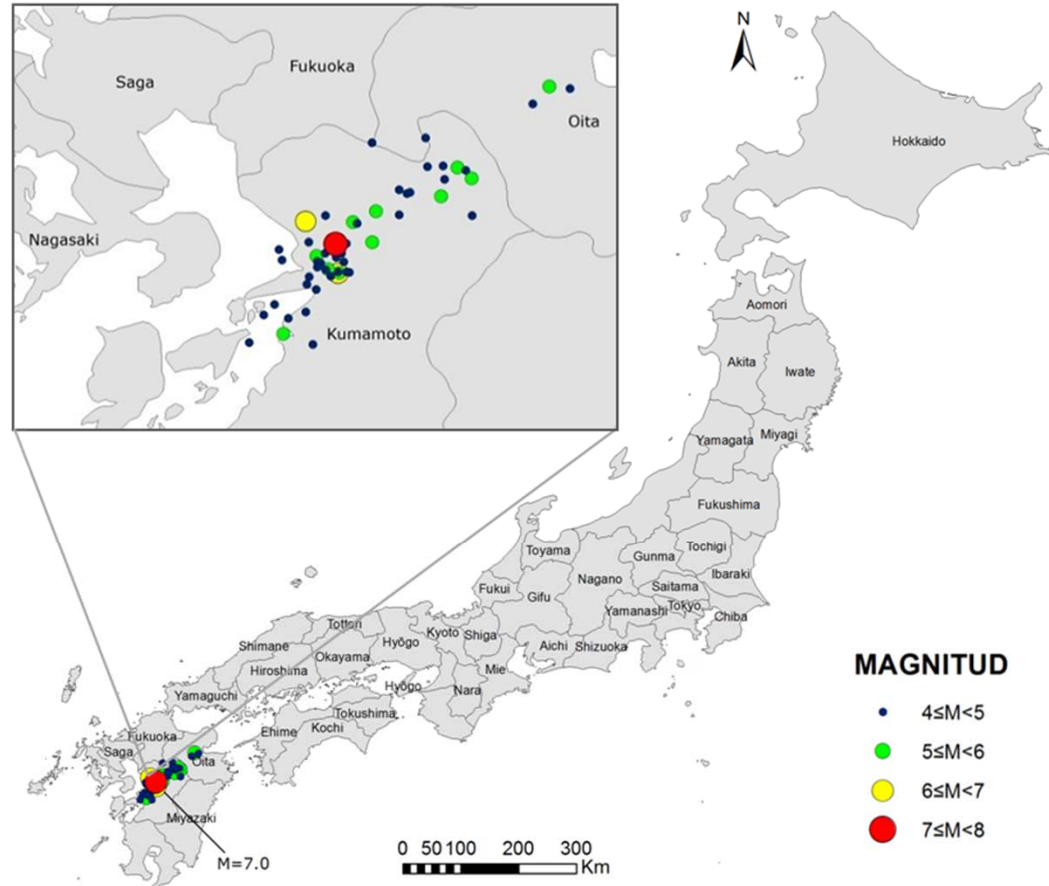 Saga
Fukuoka
Oita
Nagasaki
Kumamoto
N
Hokkaido
Aomori
Akita
Iwate
Yamagata
Miyagi
Fukushima
Toyama
Gunma
Tochigi
Ibaraki
Nagano
Saitama
Fukui
Gifu
Yamanashi
Tokyo
Chiba
Tottori
Kyoto
Shiga
Shimane
Hyōgo
Aichi
Shizuoka
Okayama
Hiroshima
Mie
Nara
Hyōgo
Yamaguchi
Tokushima
Ehime
Kochi
Fukuoka
Saga
Oita
Miyazaki
M=7.0
MAGNITUD
4≤M<5
5≤M<6
6≤M<7
7≤M<8
0 50 100 200 300
Km